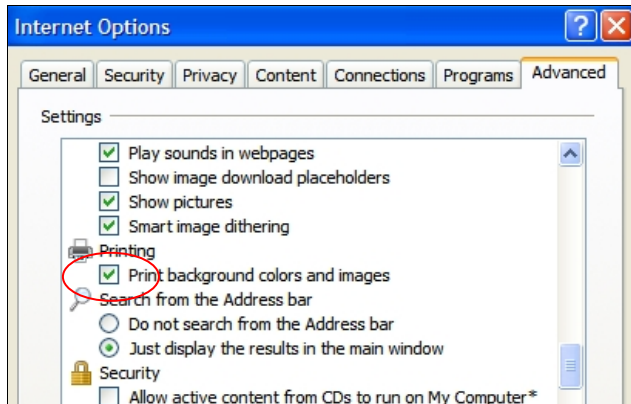 Internet Options
?
X
General Security Privacy Content Connections Programs Advanced
Settings
Play sounds in webpages
Show image download placeholders
Show pictures
Smart image dithering
Printing
Print background colors and images
Search from the Address bar
Do not search from the Address bar
Just display the results in the main window
Security
Allow active content from CDs to run on My Computer*